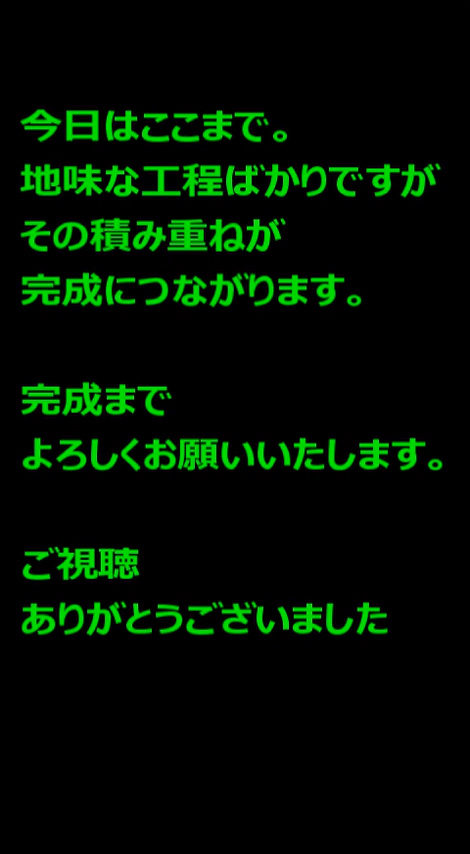 今日はここまで。
地味な工程ばかりですが
その積み重ねが
完成につながります。
完成まで
よろしくお願いいたします。
ご視聴
ありがとうございました